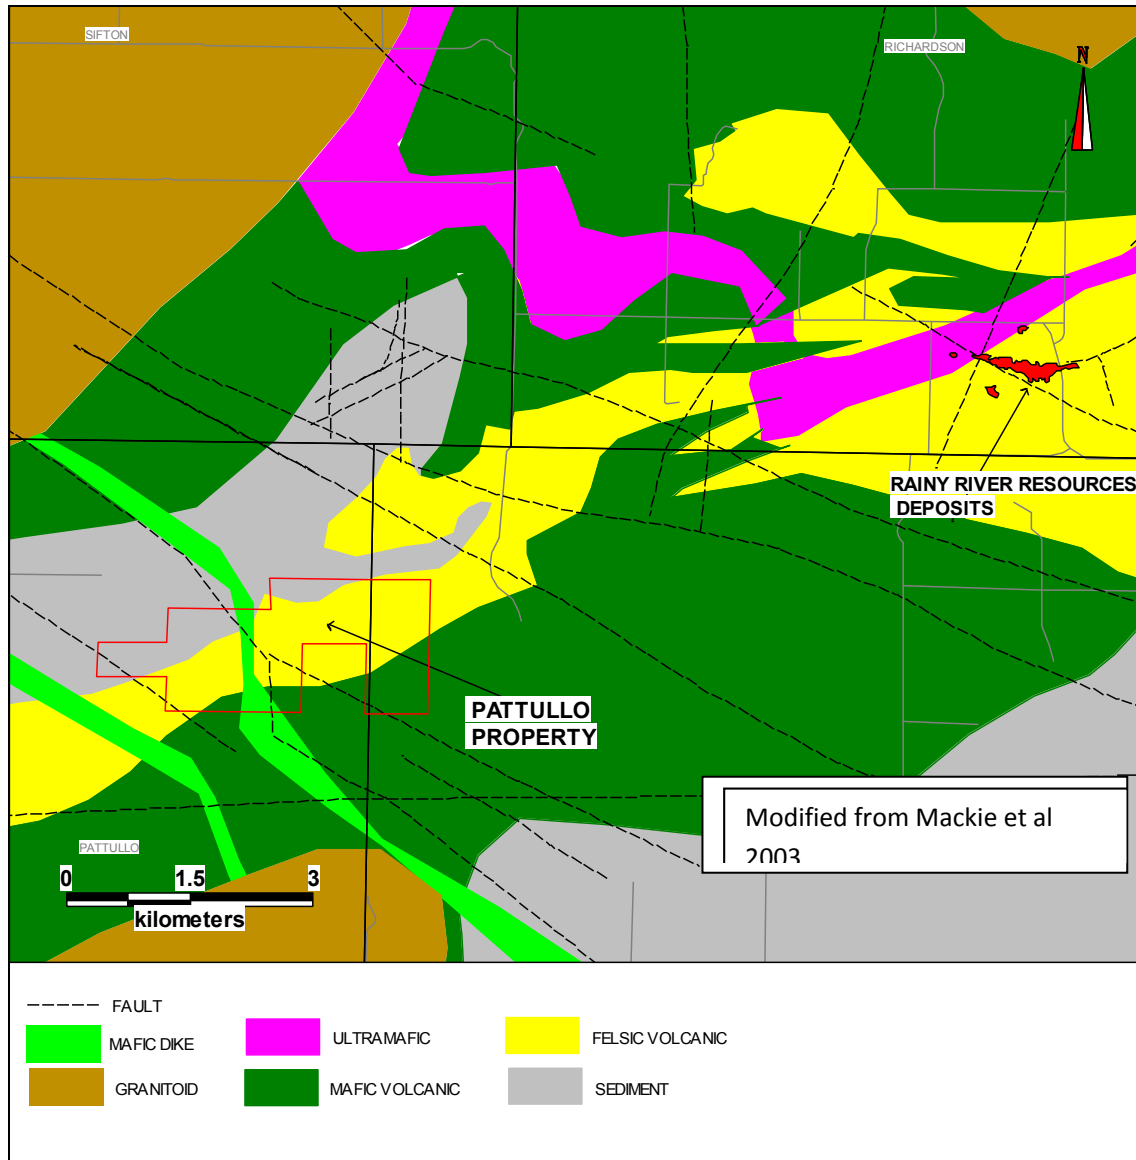 SIFTON
RICHARDSON
N
RAINY RIVER RESOURCES
DEPOSITS
PATTULLO
PROPERTY
Modified from Mackie et al
2003
PATTULLO
0 1.5 3
kilometers
FAULT
MAFIC DIKE
ULTRAMAFIC
FELSIC VOLCANIC
GRANITOID
MAFIC VOLCANIC
SEDIMENT